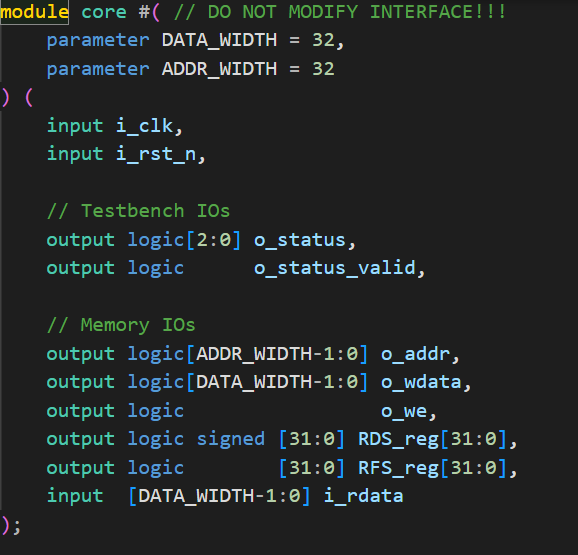 module core #( // DO NOT MODIFY INTERFACE!!!
    parameter DATA_WIDTH = 32,
    parameter ADDR_WIDTH = 32
) (
    input i_clk,
    input i_rst_n,

    // Testbench IOs
    output logic[2:0] o_status,
    output logic      o_status_valid,

    // Memory IOs
    output logic[ADDR_WIDTH-1:0] o_addr,
    output logic[DATA_WIDTH-1:0] o_wdata,
    output logic                 o_we,
    output logic signed [31:0] RDS_reg[31:0],
    output logic        [31:0] RFS_reg[31:0],
    input  [DATA_WIDTH-1:0] i_rdata
);